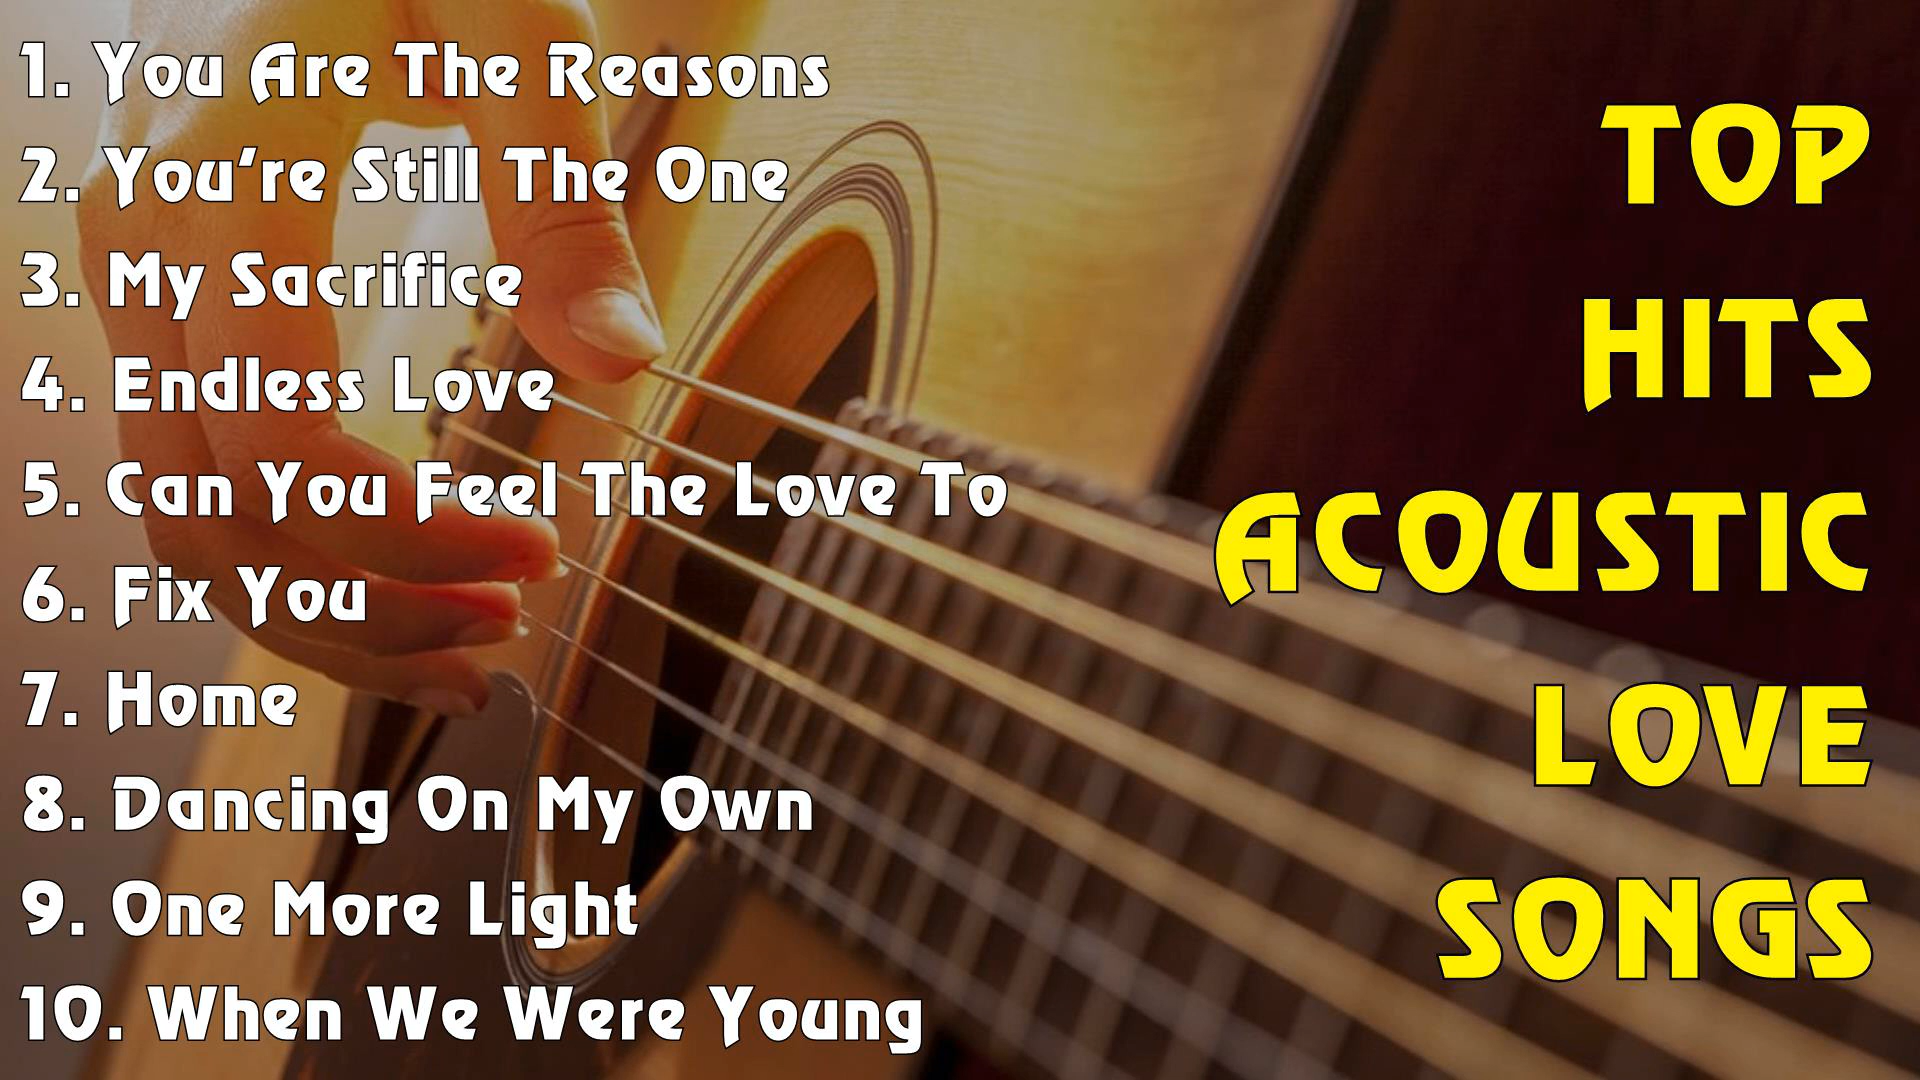 1. You Are The Reasons
2. You’re Still The One
3. My Sacrifice
4. Endless Love
5. Can You Feel The Love To
6. Fix You
7. Home
8. Dancing On My Own
9. One More Light
10. When We Were Young
TOP
HITS
ACOUSTIC
LOVE
SONGS